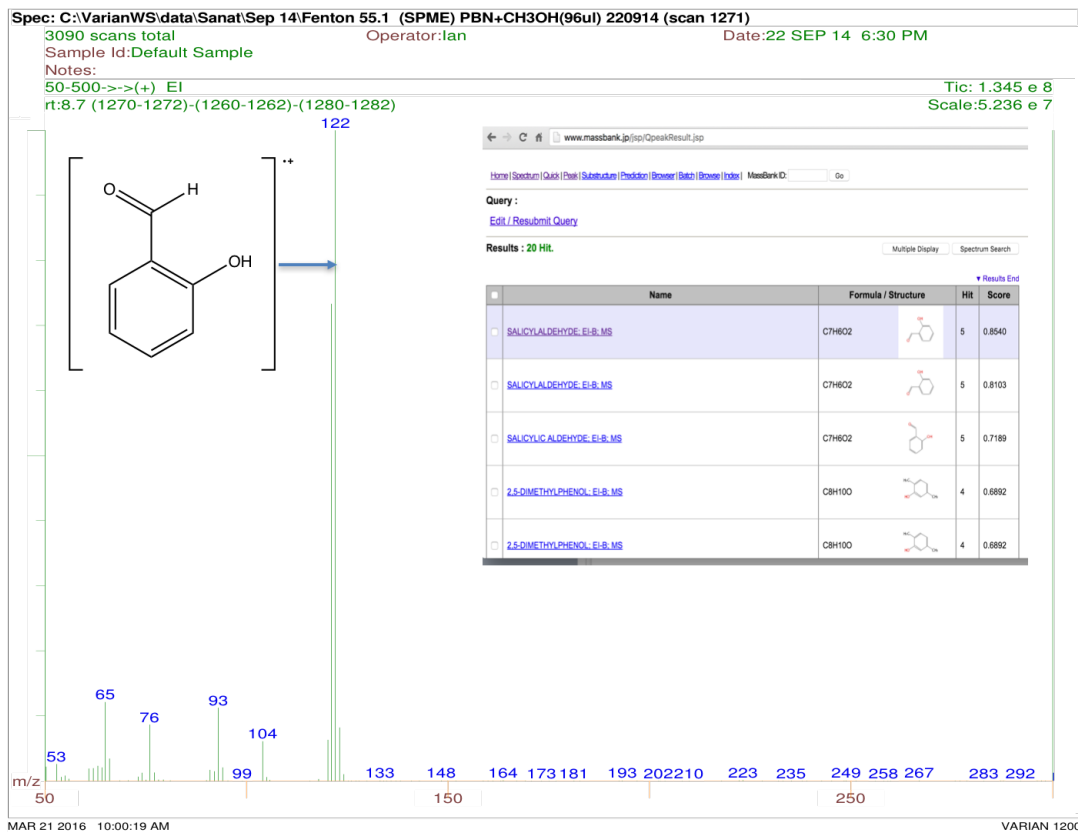 Spec: C:\VarianWS\data\Sanat\Sep 14\Fenton 55.1 (SPME) PBN+CH3OH(96ul) 220914 (scan 1271)
3090 scans total Operator:Ian Date:22 SEP 14 6:30 PM
Sample Id:Default Sample
Notes:
50-500->->(+) EI Tic: 1.345 e 8
rt:8.7 (1270-1272)-(1260-1262)-(1280-1282) Scale:5.236 e 7
122
•+
O H
OH
www.massbank.jp/jsp/QpeakResult.jsp
Home | Spectrum | Quick | Peak | Substructure | Prediction | Browser | Batch | Browse | Index | MassBank ID: Go
Query :
Edit / Resubmit Query
Results : 20 Hit. Multiple Display Spectrum Search
▼ Results End
Name Formula / Structure Hit Score
SALICYLALDEHYDE; EI-B; MS C7H6O2 5 0.8540
SALICYLALDEHYDE; EI-B; MS C7H6O2 5 0.8103
SALICYLIC ALDEHYDE; EI-B; MS C7H6O2 5 0.7189
2,5-DIMETHYLPHENOL; EI-B; MS C8H10O 4 0.6892
2,5-DIMETHYLPHENOL; EI-B; MS C8H10O 4 0.6892
65
93
76
104
53
99 133 148 164 173 181 193 202 210 223 235 249 258 267 283 292
m/z
50 150 250
MAR 21 2016 10:00:19 AM VARIAN 1200